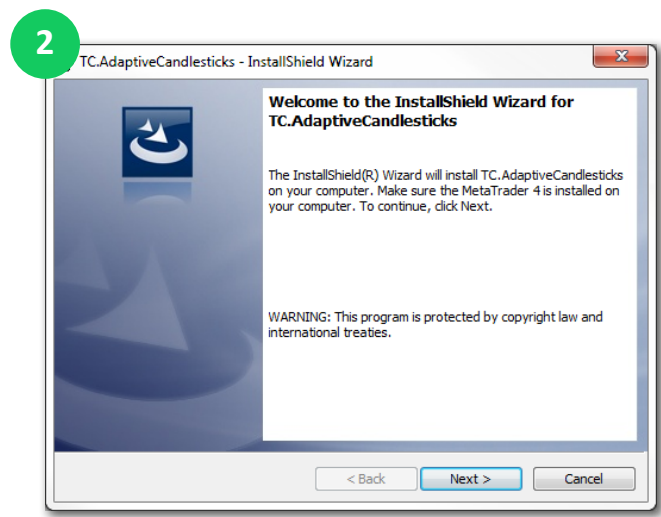 2
TC.AdaptiveCandlesticks - InstallShield Wizard
Welcome to the InstallShield Wizard for
TC.AdaptiveCandlesticks
The InstallShield(R) Wizard will install TC.AdaptiveCandlesticks
on your computer. Make sure the MetaTrader 4 is installed on
your computer. To continue, click Next.
WARNING: This program is protected by copyright law and
international treaties.
< Back
Next >
Cancel